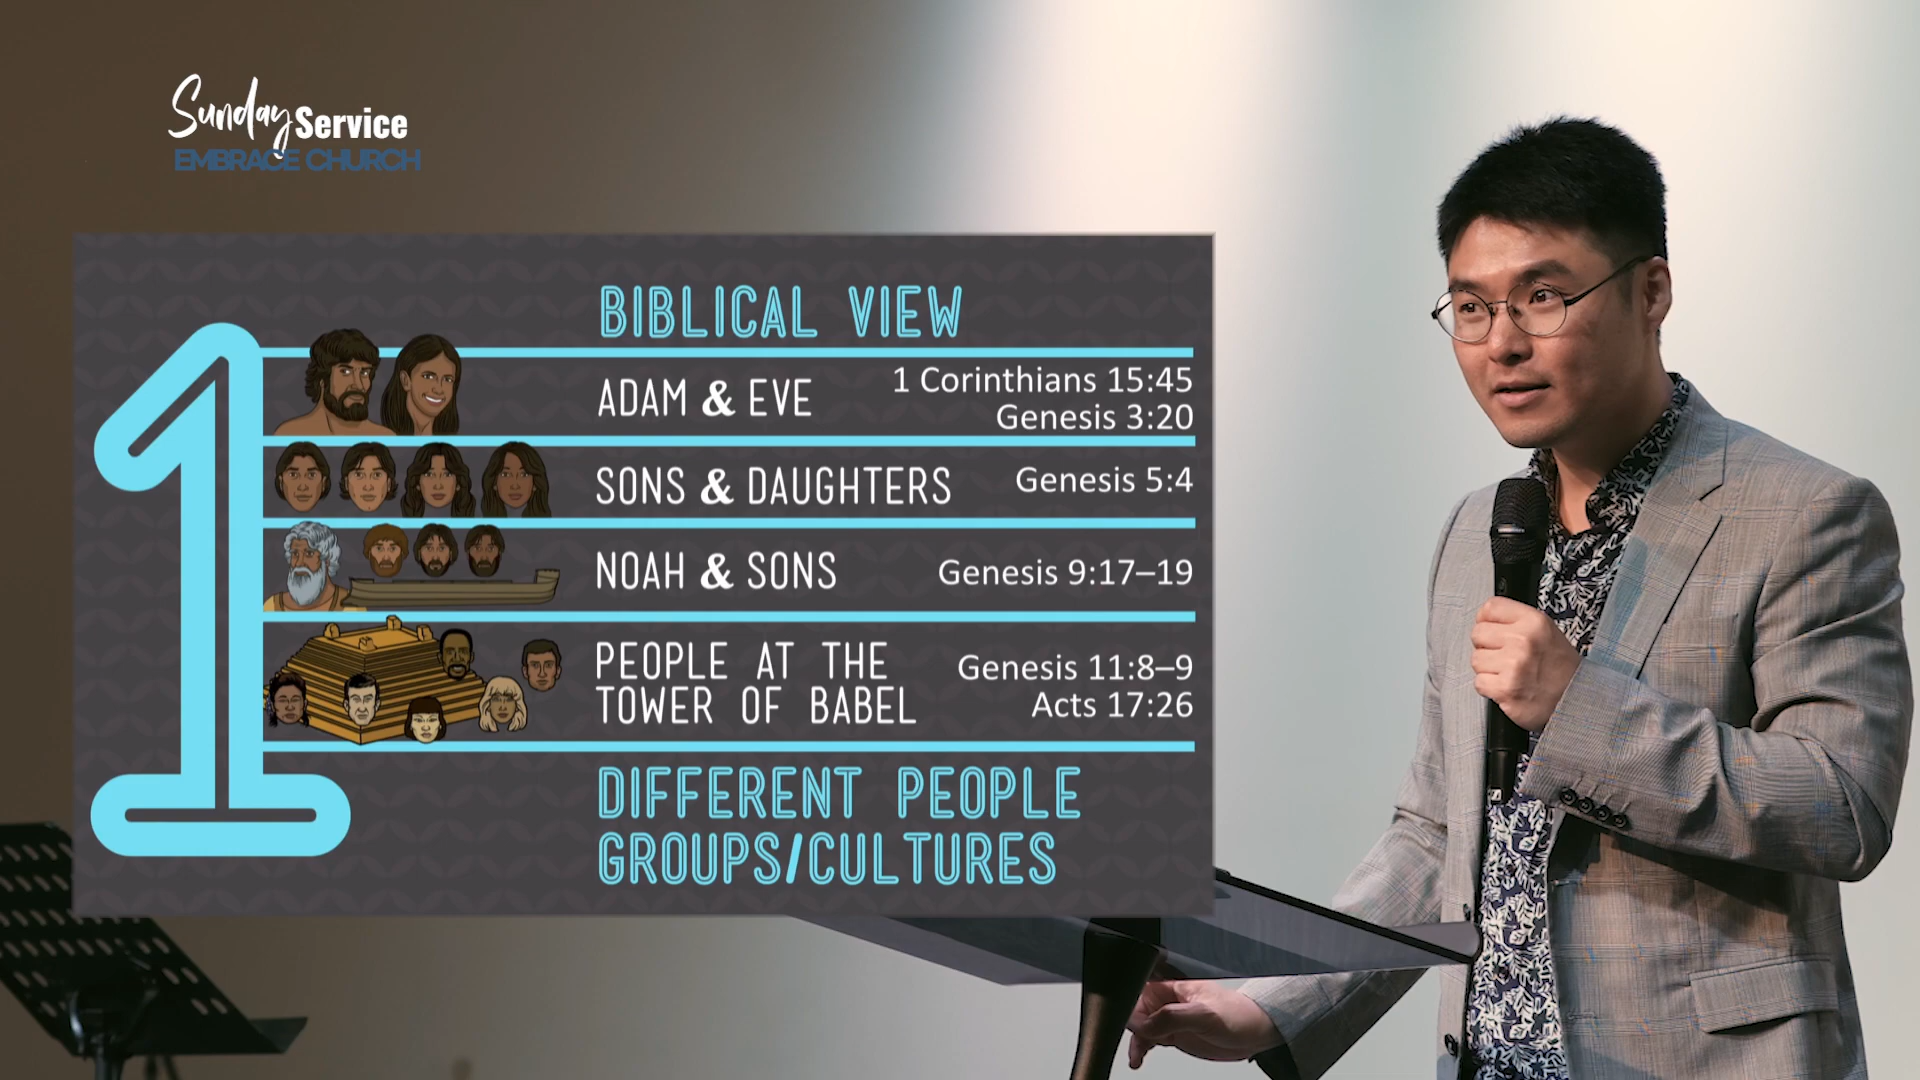 Sunday Service
EMBRACE CHURCH
BIBLICAL VIEW
ADAM & EVE
1 Corinthians 15:45
Genesis 3:20
SONS & DAUGHTERS
Genesis 5:4
NOAH & SONS
Genesis 9:17–19
PEOPLE AT THE
TOWER OF BABEL
Genesis 11:8–9
Acts 17:26
DIFFERENT PEOPLE
GROUPS/CULTURES
1